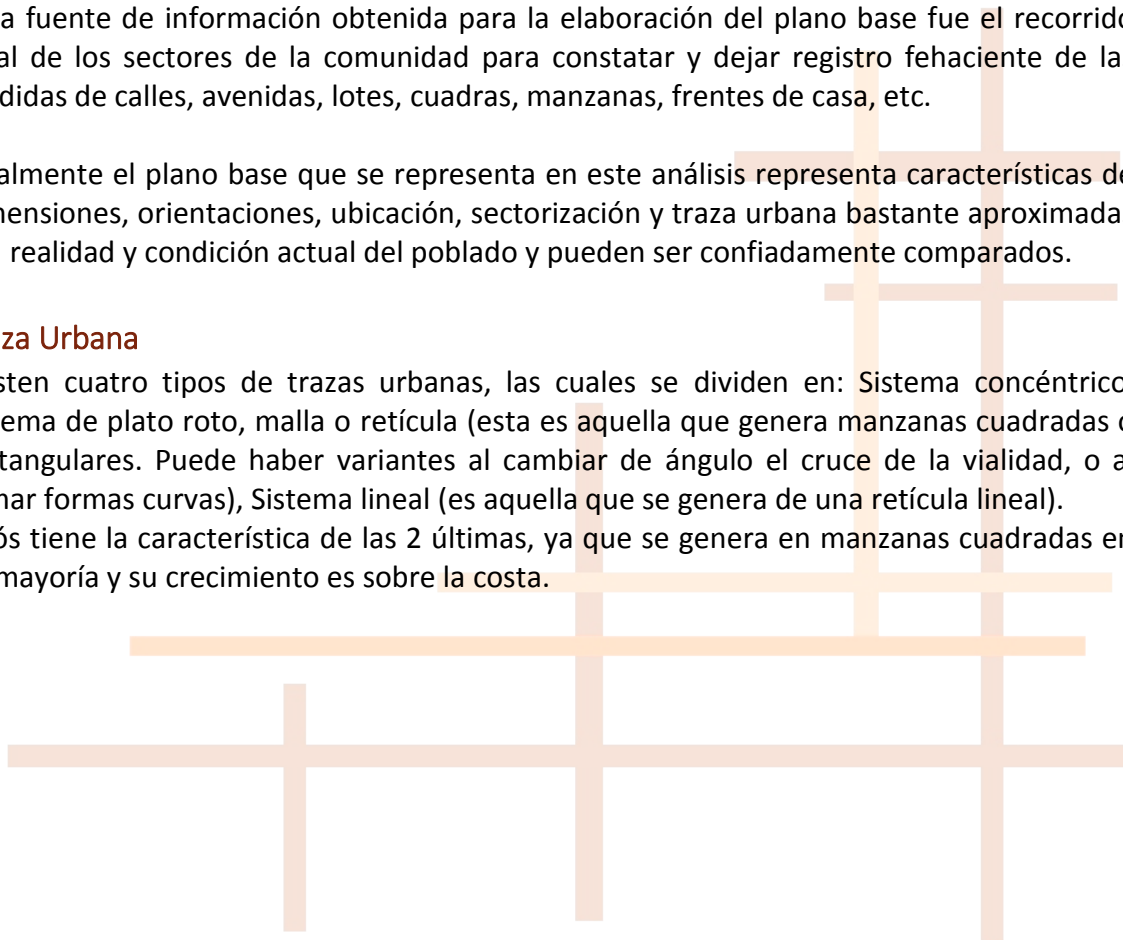 a fuente de información obtenida para la elaboración del plano base fue el recorrido
al de los sectores de la comunidad para constatar y dejar registro fehaciente de la
didas de calles, avenidas, lotes, cuadras, manzanas, frentes de casa, etc.
almente el plano base que se representa en este análisis representa características de
ensiones, orientaciones, ubicación, sectorización y traza urbana bastante aproximada
realidad y condición actual del poblado y pueden ser confiadamente comparados.
za Urbana
sten cuatro tipos de trazas urbanas, las cuales se dividen en: Sistema concéntrico
ema de plato roto, malla o retícula (esta es aquella que genera manzanas cuadradas o
tangulares. Puede haber variantes al cambiar de ángulo el cruce de la vialidad, o a
mar formas curvas), Sistema lineal (es aquella que se genera de una retícula lineal).
ós tiene la característica de las 2 últimas, ya que se genera en manzanas cuadradas en
mayoría y su crecimiento es sobre la costa.